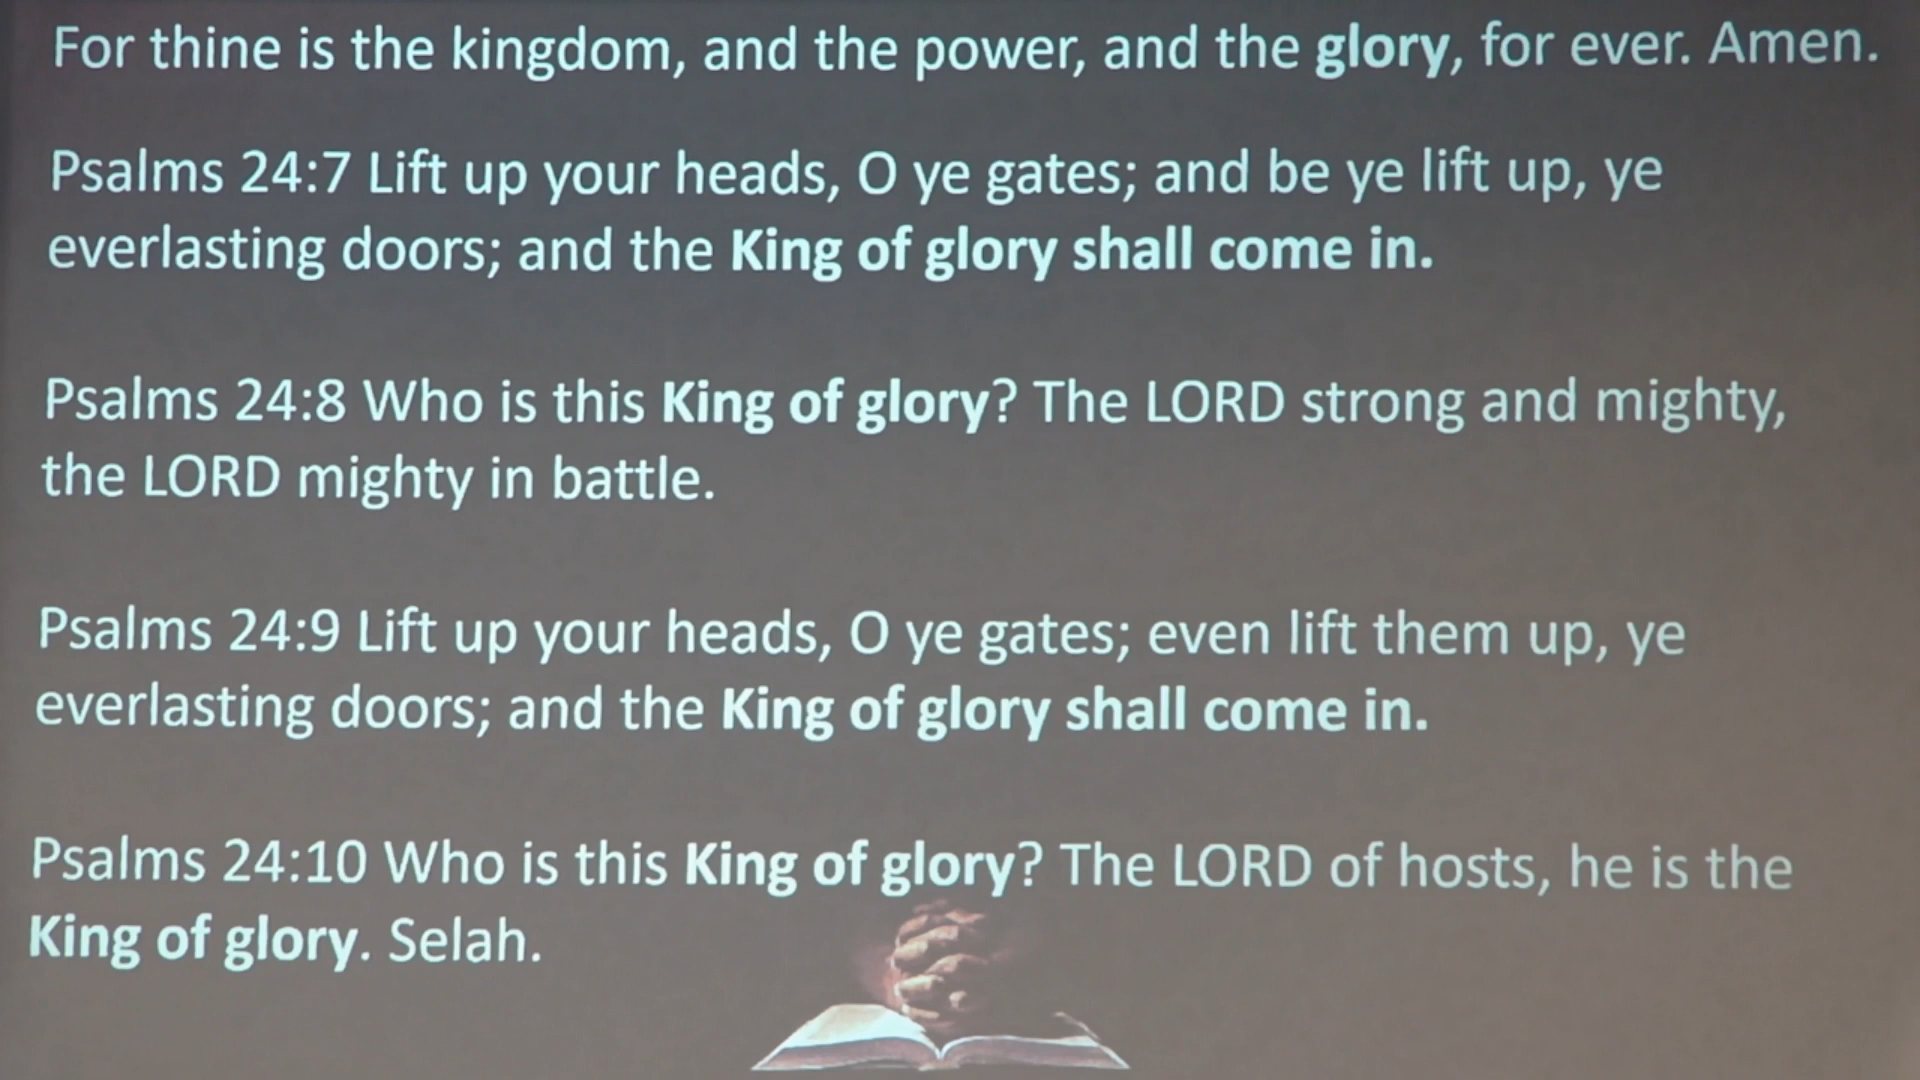 For thine is the kingdom, and the power, and the glory, for ever. Amen.
Psalms 24:7 Lift up your heads, O ye gates; and be ye lift up, ye
everlasting doors; and the King of glory shall come in.
Psalms 24:8 Who is this King of glory? The LORD strong and mighty,
the LORD mighty in battle.
Psalms 24:9 Lift up your heads, O ye gates; even lift them up, ye
everlasting doors; and the King of glory shall come in.
Psalms 24:10 Who is this King of glory? The LORD of hosts, he is the
King of glory. Selah.